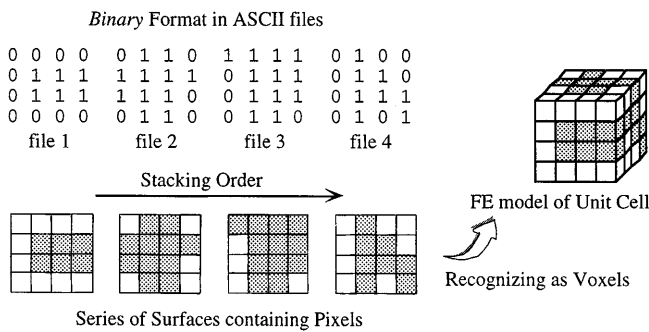 Binary Format in ASCII files
0 0 0 0 0 1 1 0 1 1 1 1 0 1 0 0
0 1 1 1 1 1 1 1 0 1 1 1 0 1 1 0
0 1 1 1 1 1 1 0 0 1 1 1 0 1 1 1
0 0 0 0 0 1 1 0 0 1 1 0 0 1 0 1
file 1 file 2 file 3 file 4
Stacking Order
FE model of Unit Cell
Recognizing as Voxels
Series of Surfaces containing Pixels